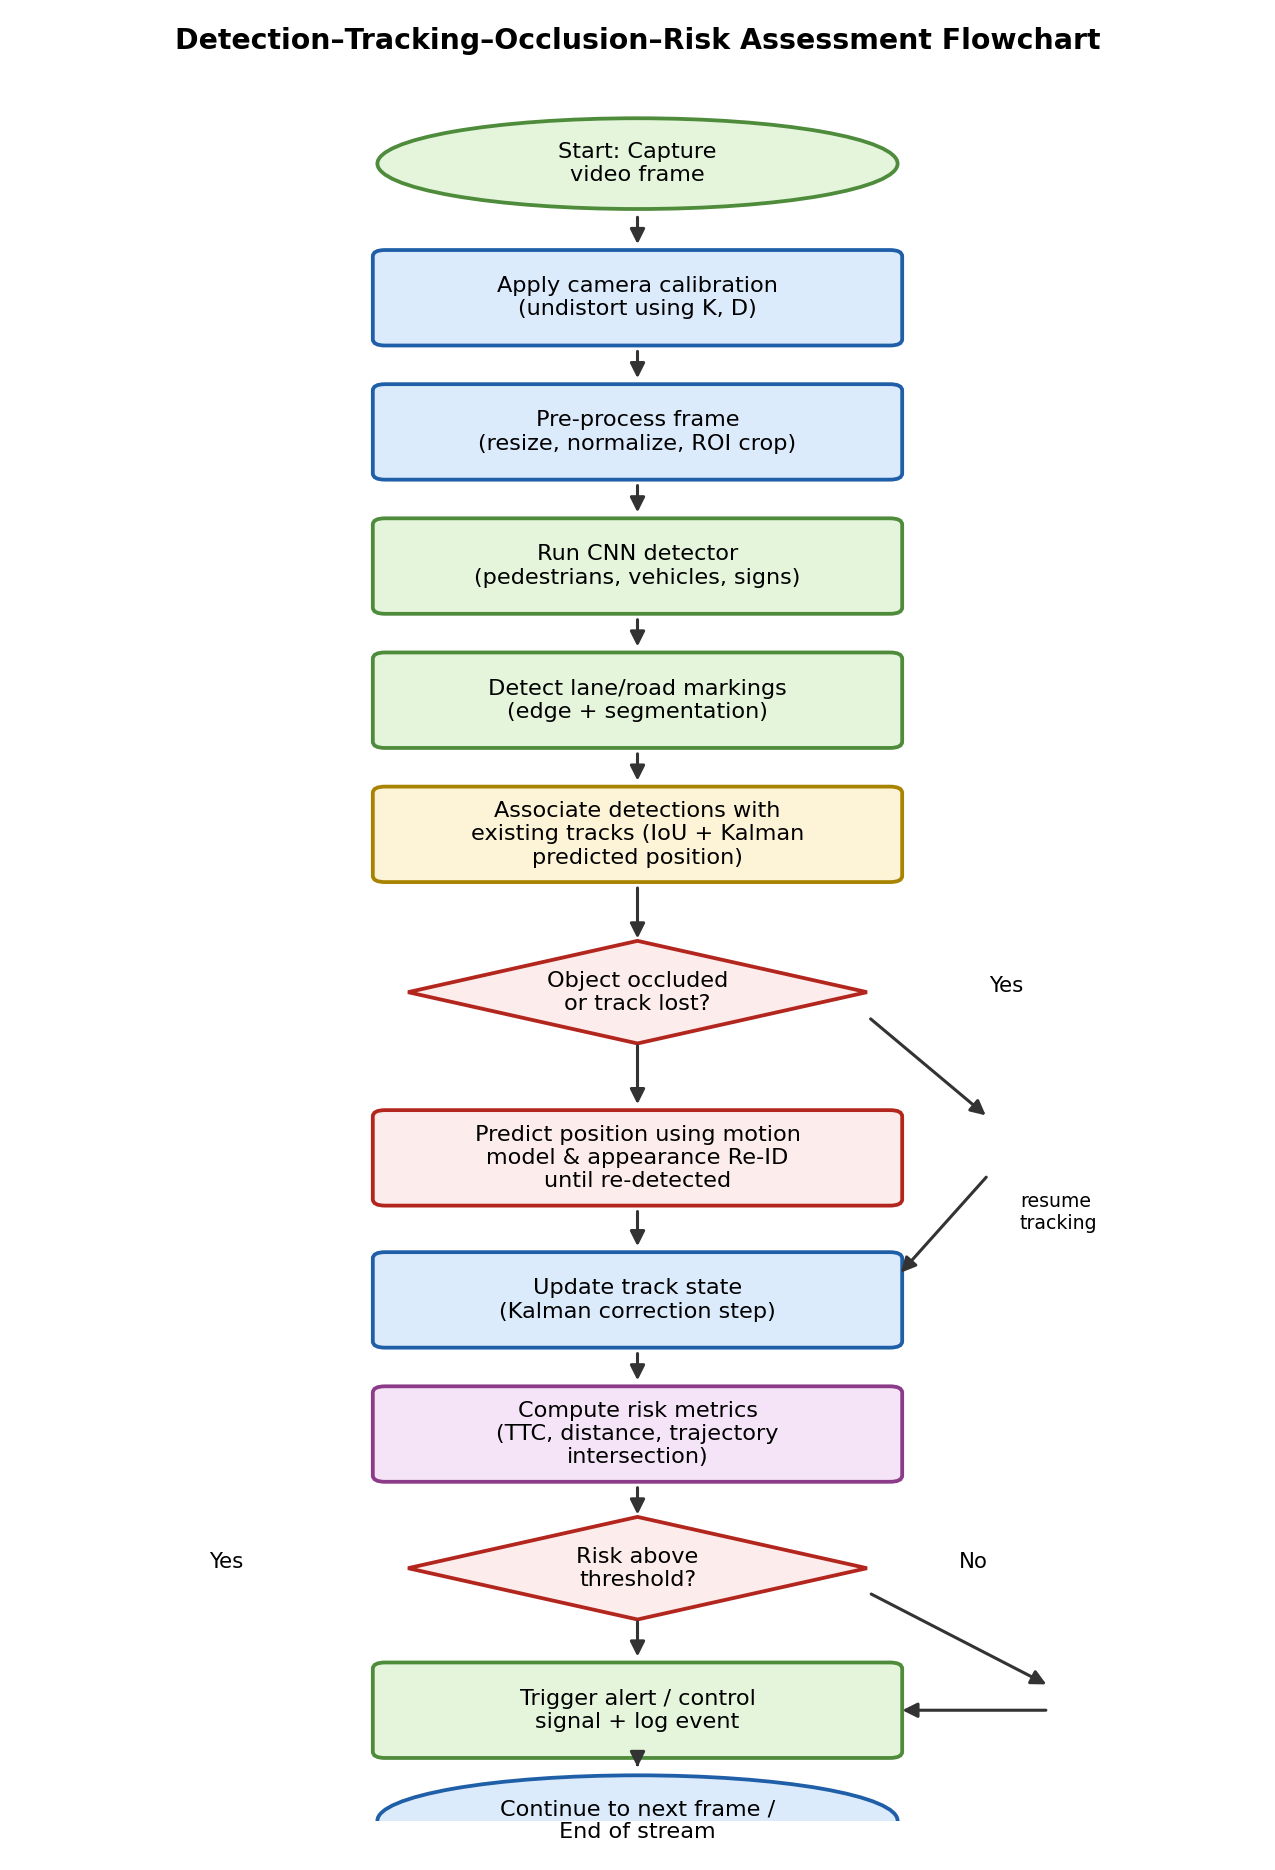 Detection–Tracking–Occlusion–Risk Assessment Flowchart
Start: Capture
video frame
Apply camera calibration
(undistort using K, D)
Pre-process frame
(resize, normalize, ROI crop)
Run CNN detector
(pedestrians, vehicles, signs)
Detect lane/road markings
(edge + segmentation)
Associate detections with
existing tracks (IoU + Kalman
predicted position)
Object occluded
or track lost?
Yes
Predict position using motion
model & appearance Re-ID
until re-detected
resume
tracking
Update track state
(Kalman correction step)
Compute risk metrics
(TTC, distance, trajectory
intersection)
Yes
Risk above
threshold?
No
Trigger alert / control
signal + log event
Continue to next frame /
End of stream